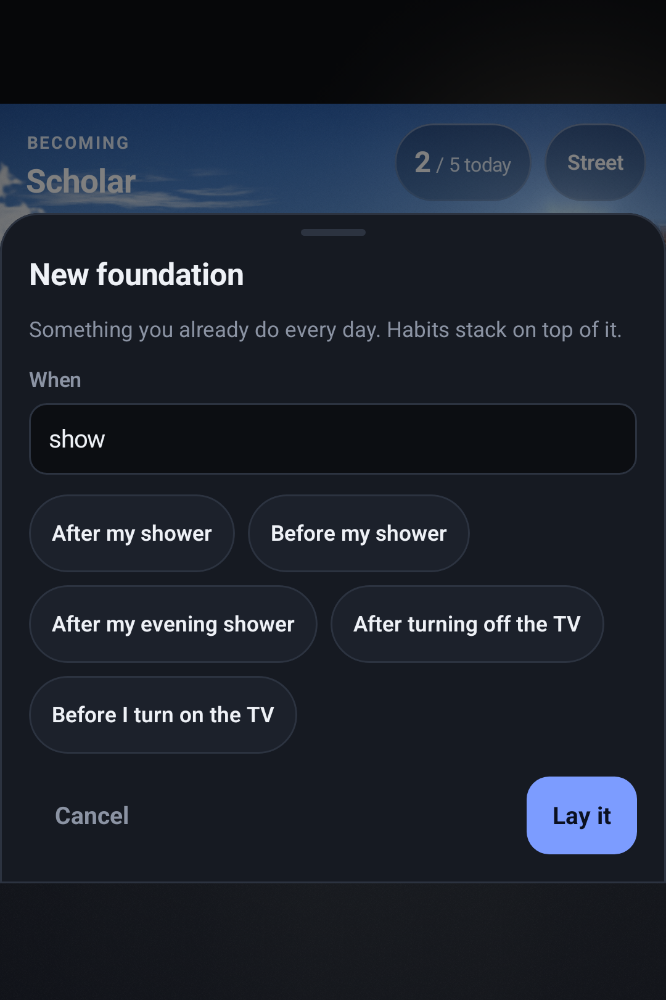 BECOMING
Scholar
2 / 5 today
Street
New foundation
Something you already do every day. Habits stack on top of it.
When
show
After my shower
Before my shower
After my evening shower
After turning off the TV
Before I turn on the TV
Cancel
Lay it